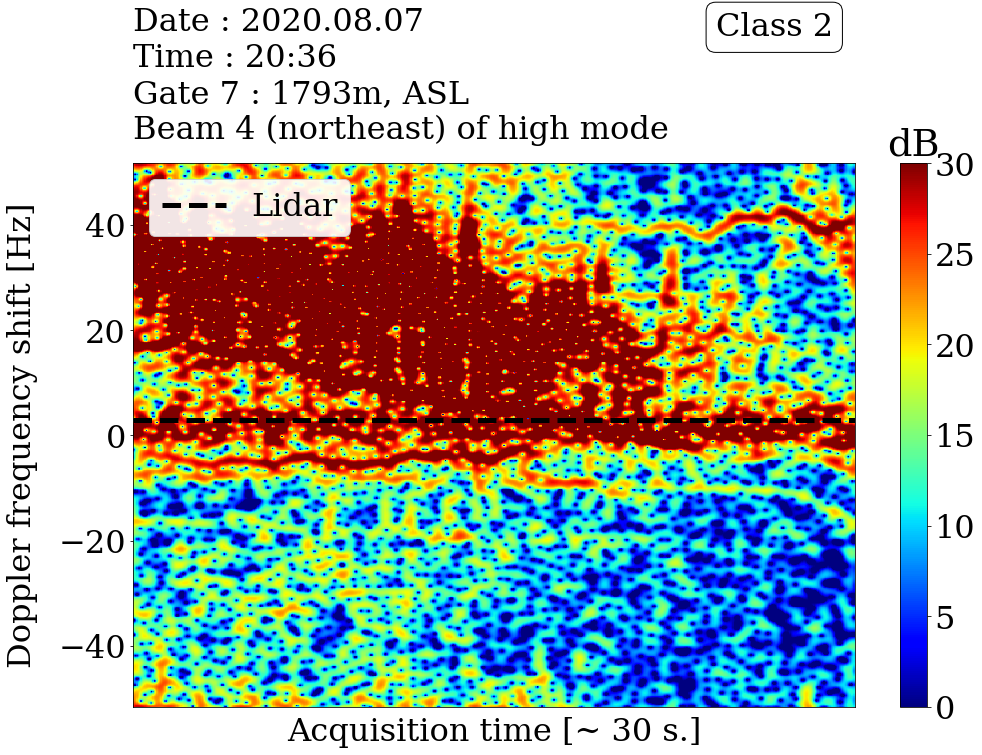 Date : 2020.08.07
Time : 20:36
Gate 7 : 1793m, ASL
Beam 4 (northeast) of high mode
Class 2
dB
Lidar
Doppler frequency shift [Hz]
40
20
0
−20
−40
30
25
20
15
10
5
0
Acquisition time [~ 30 s.]